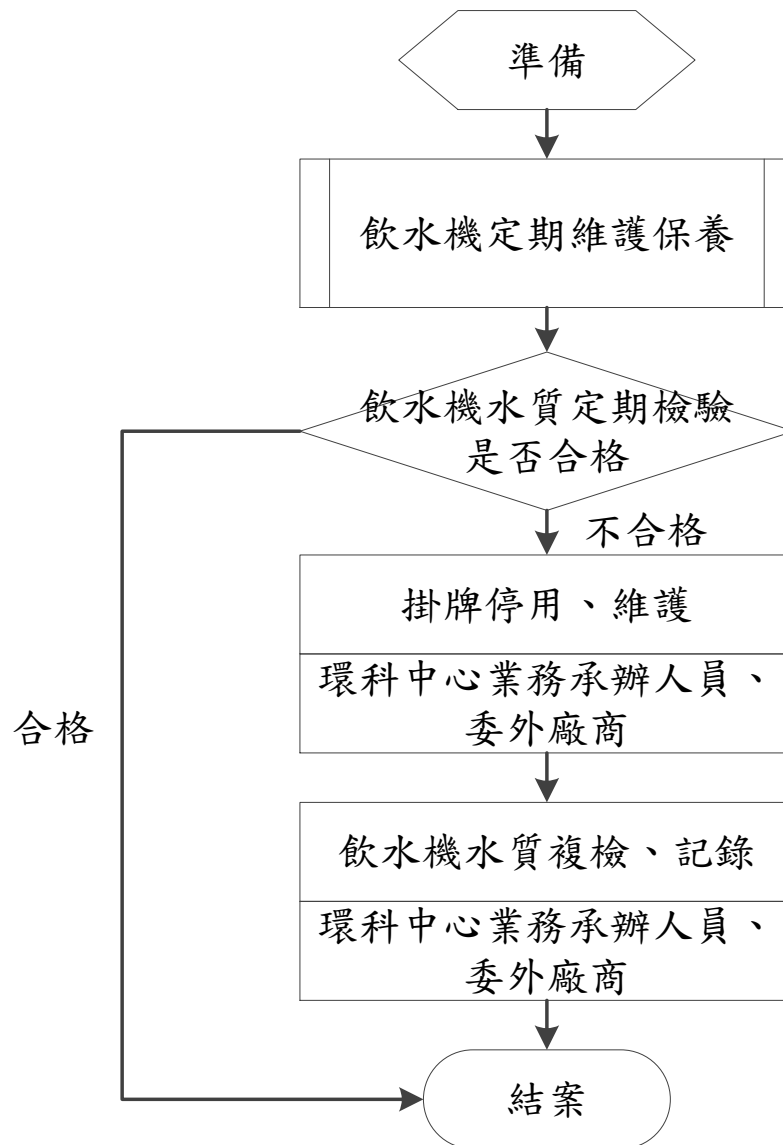 準備
飲水機定期維護保養
飲水機水質定期檢驗
是否合格
不合格
掛牌停用、維護
環科中心業務承辦人員、
委外廠商
合格
飲水機水質複檢、記錄
環科中心業務承辦人員、
委外廠商
結案